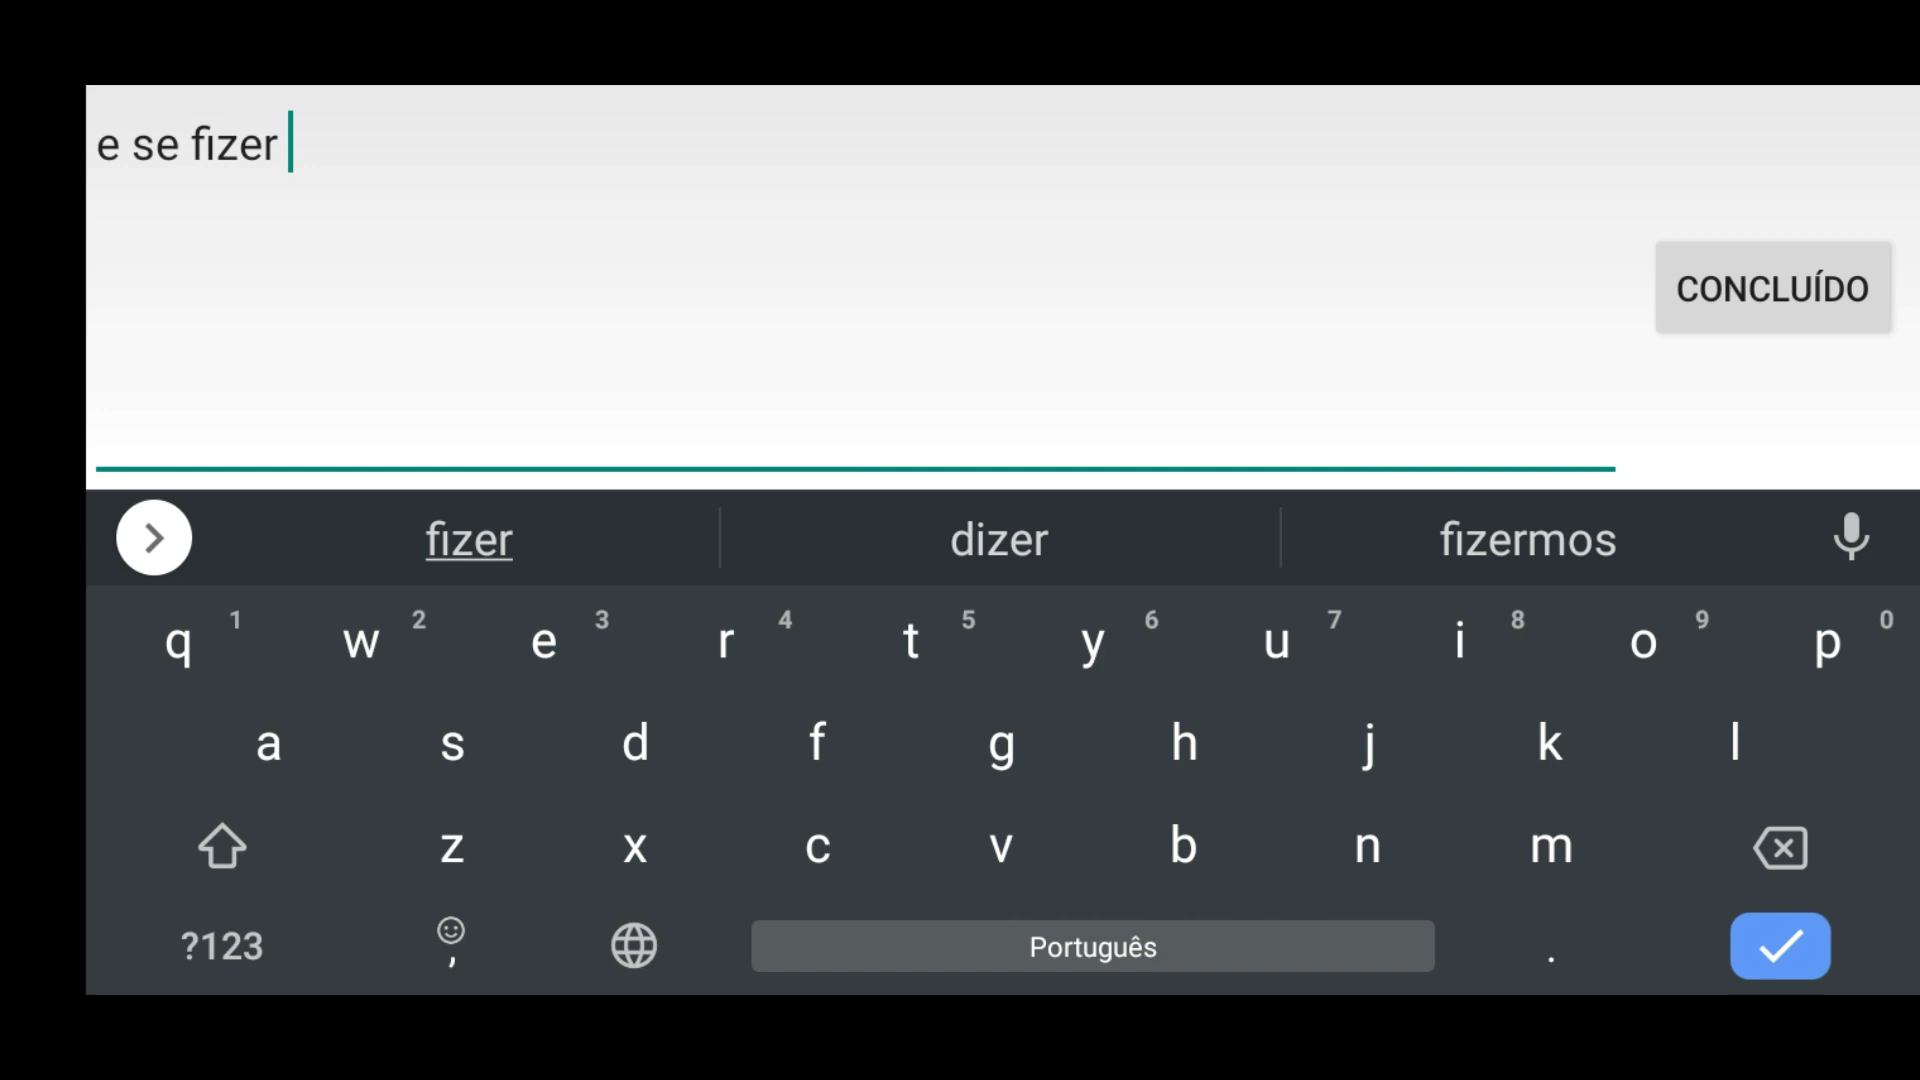 e se fizer
CONCLUÍDO
fizer dizer fizermos
q 1 w 2 e 3 r 4 t 5 y 6 u 7 i 8 o 9 p 0
a s d f g h j k l
z x c v b n m
?123 , Português .